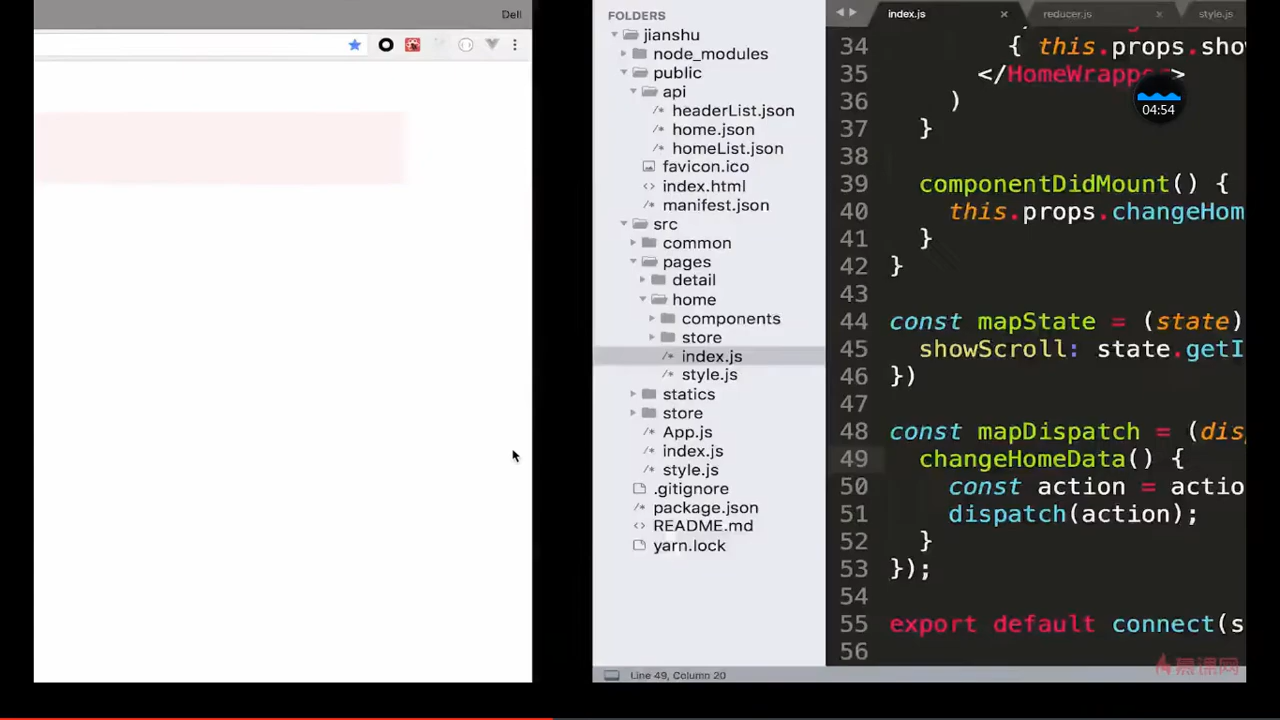 Dell
FOLDERS
jianshu
node_modules
public
api
headerList.json
home.json
homeList.json
favicon.ico
index.html
manifest.json
src
common
pages
detail
home
components
store
index.js
style.js
statics
store
App.js
index.js
style.js
.gitignore
package.json
README.md
yarn.lock
index.js
reducer.js
style.js
04:54
34 { this.props.sho
35 </HomeWrapper>
36 )
37 }
38
39 componentDidMount() {
40 this.props.changeHom
41 }
42 }
43
44 const mapState = (state)
45 showScroll: state.getI
46 })
47
48 const mapDispatch = (dis
49 changeHomeData() {
50 const action = actio
51 dispatch(action);
52 }
53 });
54
55 export default connect(s
56
慕课网
Line 49, Column 20